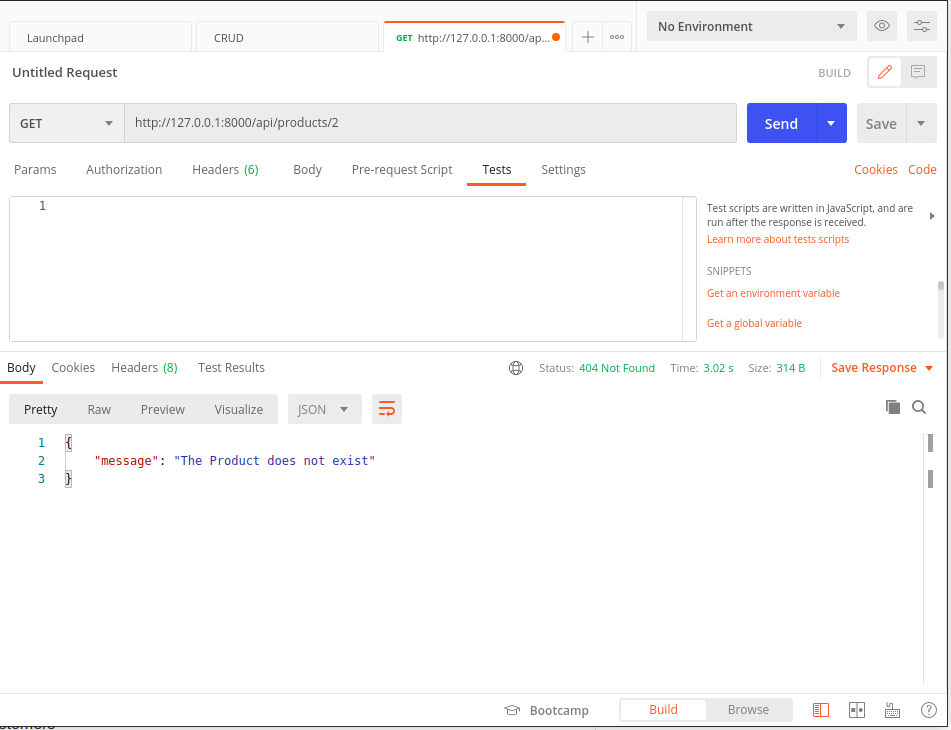 Launchpad
CRUD
GET http://127.0.0.1:8000/ap...
No Environment
Untitled Request
BUILD
GET
http://127.0.0.1:8000/api/products/2
Send
Save
Params Authorization Headers (6) Body Pre-request Script Tests Settings
Cookies Code
1
Test scripts are written in JavaScript, and are
run after the response is received.
Learn more about tests scripts
SNIPPETS
Get an environment variable
Get a global variable
Body Cookies Headers (8) Test Results
Status: 404 Not Found Time: 3.02 s Size: 314 B
Save Response
Pretty Raw Preview Visualize JSON
1 {
2 "message": "The Product does not exist"
3 }
Bootcamp
Build Browse